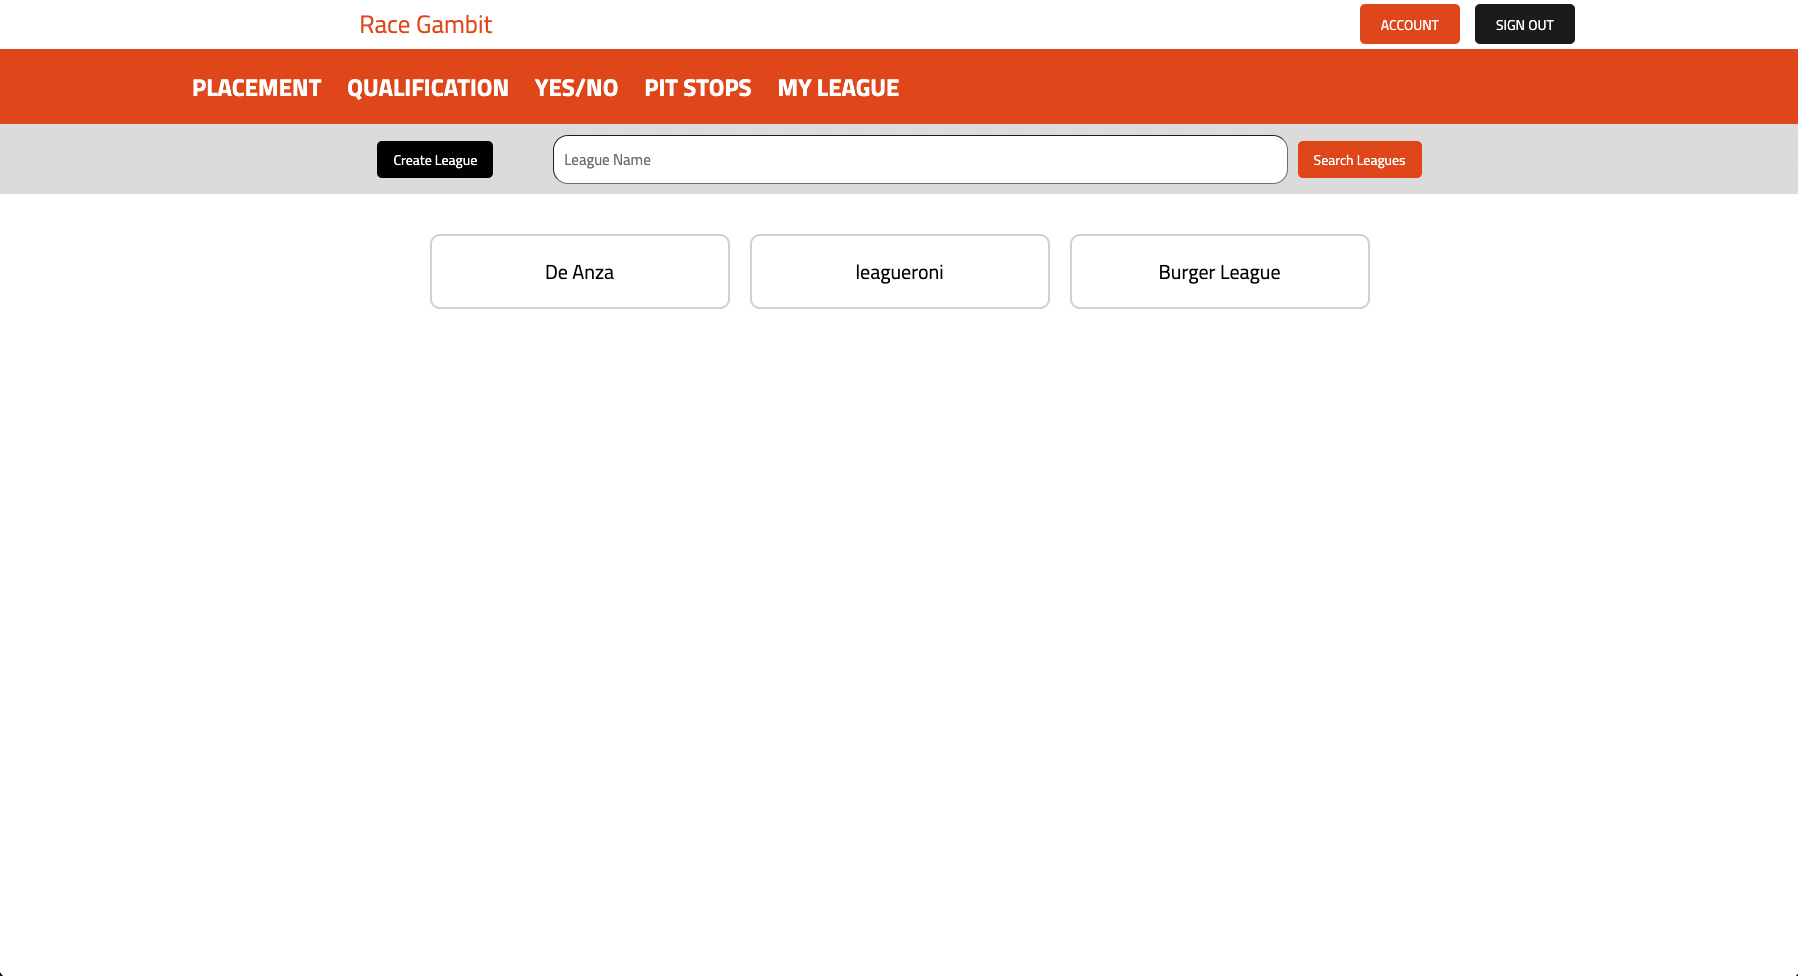 Race Gambit ACCOUNT SIGN OUT
PLACEMENT QUALIFICATION YES/NO PIT STOPS MY LEAGUE
Create League League Name Search Leagues
De Anza leagueroni Burger League